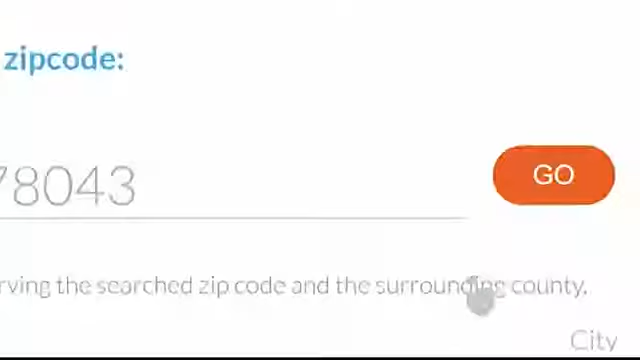 zipcode:
78043
GO
rving the searched zip code and the surrounding county.
City